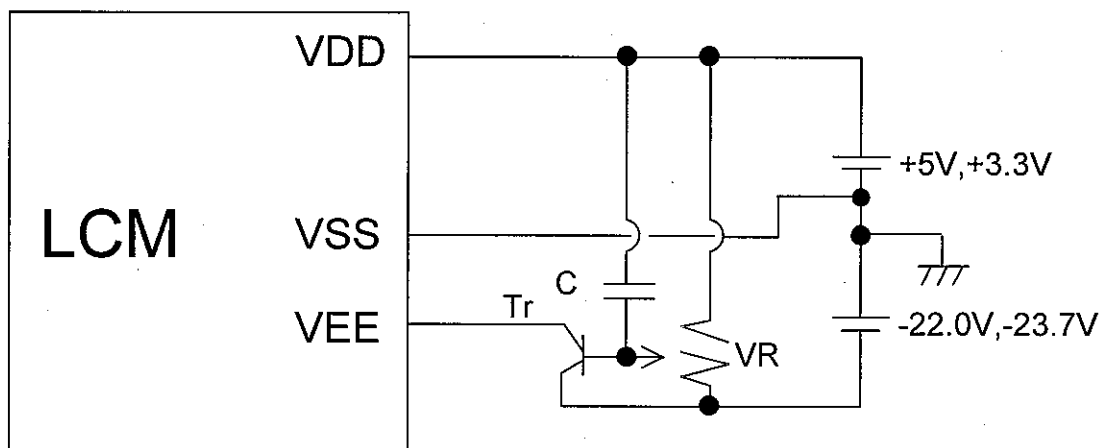 VDD
+5V,+3.3V
LCM
VSS
C
Tr
VEE
-22.0V,-23.7V
VR